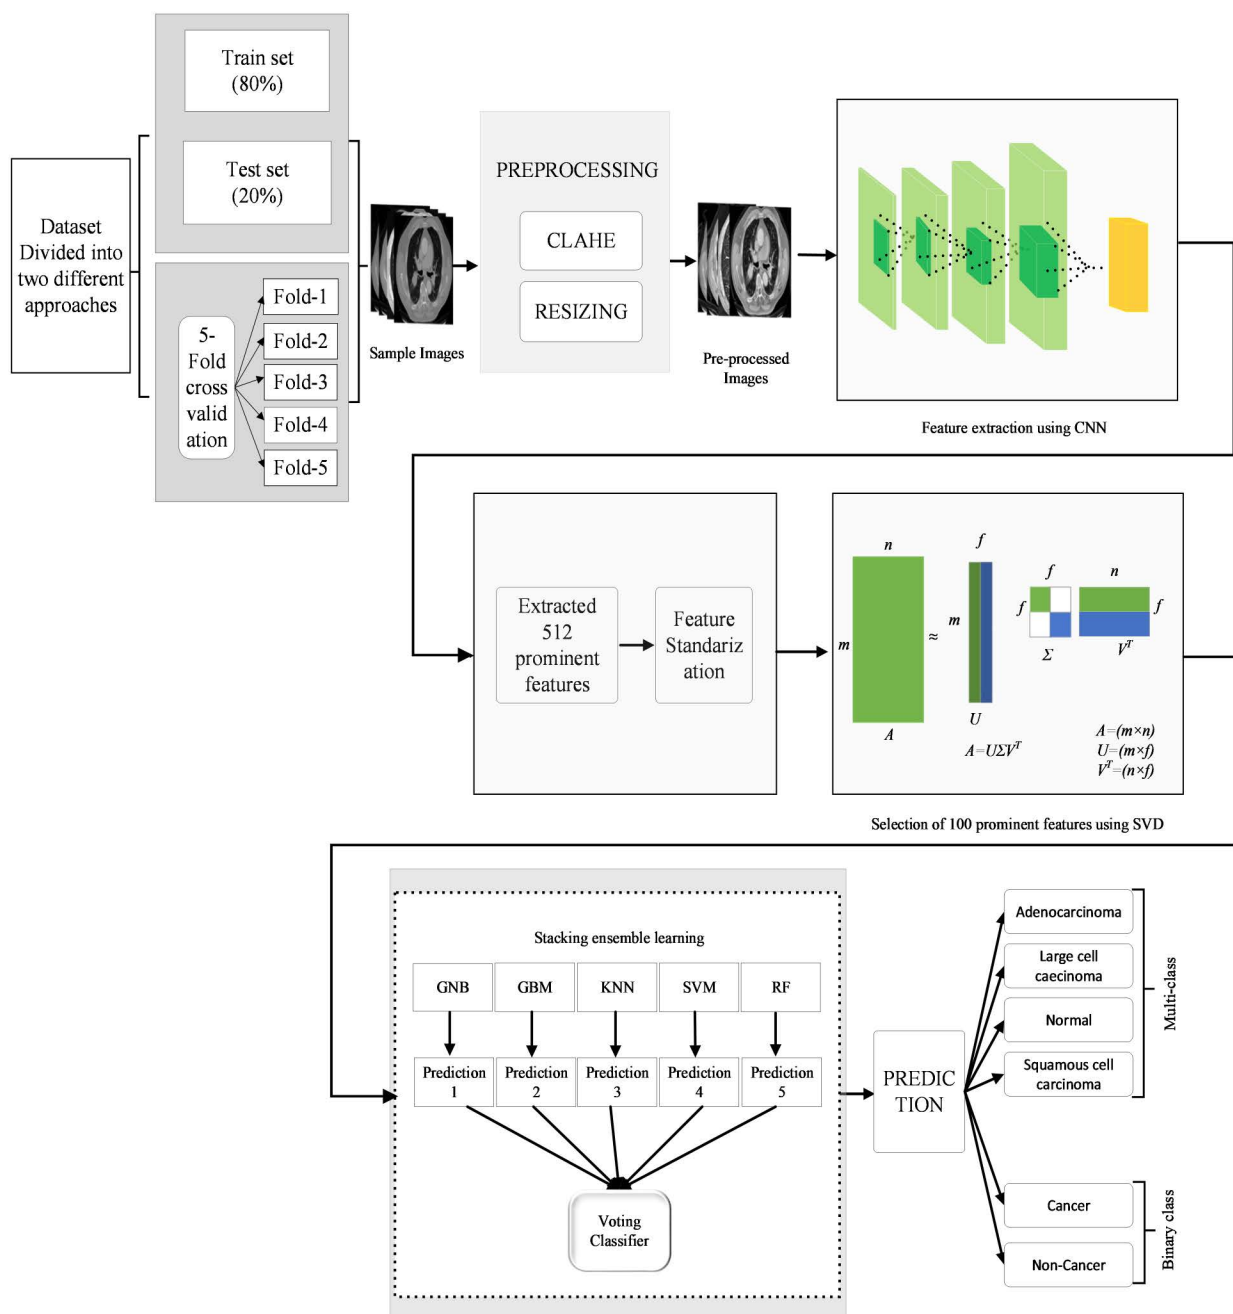 Train set
(80%)
Test set
(20%)
Dataset
Divided into
two different
approaches
5-
Fold
cross
valid
ation
Fold-1
Fold-2
Fold-3
Fold-4
Fold-5
Sample Images
PREPROCESSING
CLAHE
RESIZING
Pre-processed
Images
Feature extraction using CNN
Extracted
512
prominent
features
Feature
Standariz
ation
n
m
A
≈
f
m
U
f
f
Σ
n
f
V^T
A=UΣV^T
A=(m×n)
U=(m×f)
V^T=(n×f)
Selection of 100 prominent features using SVD
Stacking ensemble learning
GNB
GBM
KNN
SVM
RF
Prediction
1
Prediction
2
Prediction
3
Prediction
4
Prediction
5
Voting
Classifier
PREDIC
TION
Adenocarcinoma
Large cell
caecinoma
Normal
Squamous cell
carcinoma
Multi-class
Cancer
Non-Cancer
Binary class